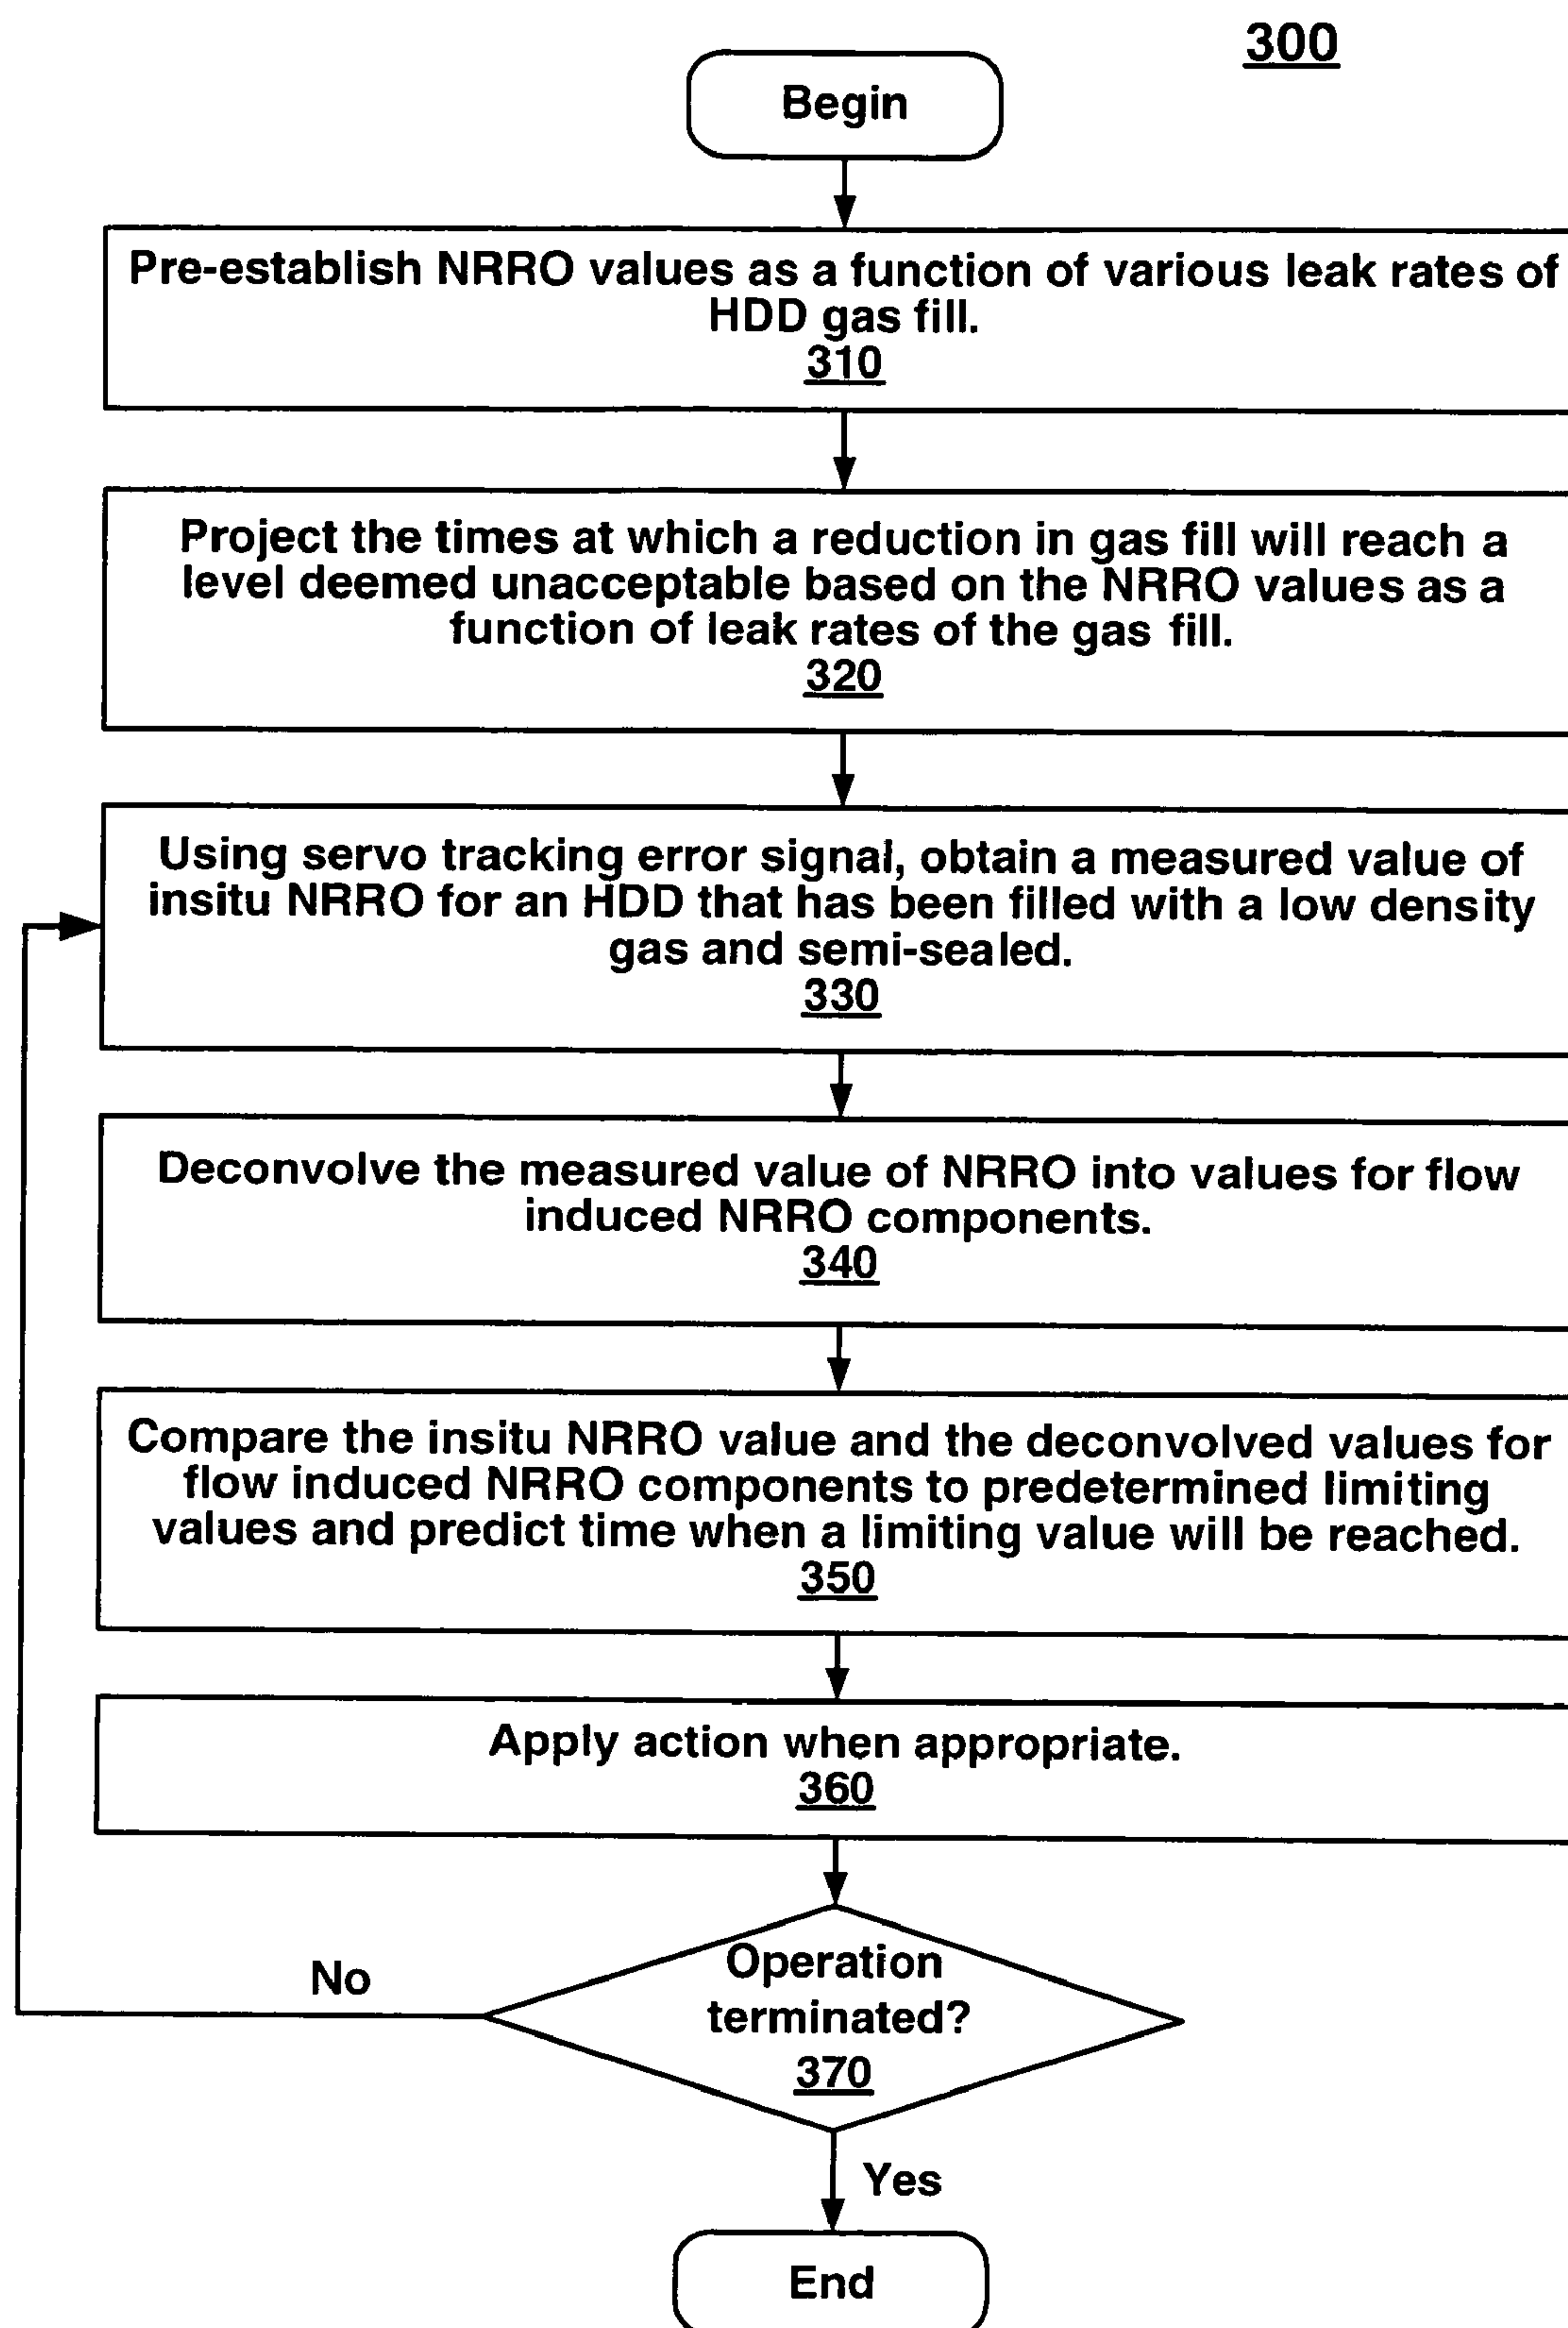 300
Begin
Pre-establish NRRO values as a function of various leak rates of
HDD gas fill.
310
Project the times at which a reduction in gas fill will reach a
level deemed unacceptable based on the NRRO values as a
function of leak rates of the gas fill.
320
Using servo tracking error signal, obtain a measured value of
insitu NRRO for an HDD that has been filled with a low density
gas and semi-sealed.
330
Deconvolve the measured value of NRRO into values for flow
induced NRRO components.
340
Compare the insitu NRRO value and the deconvolved values for
flow induced NRRO components to predetermined limiting
values and predict time when a limiting value will be reached.
350
Apply action when appropriate.
360
Operation
terminated?
370
No
Yes
End